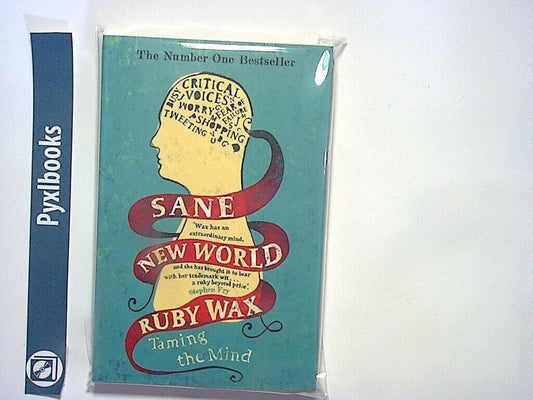 Pyxlbooks
The Number One Bestseller
BUSY
CRITICAL
VOICES
WORRY
FEAR OF
FAILURE
SHOPPING
TWEETING
SANE
'Wax has an
extraordinary mind,
NEW WORLD
and she has brought it to bear
with her trademark wit ...
a ruby beyond price'.
Stephen Fry
RUBY WAX
Taming
the Mind